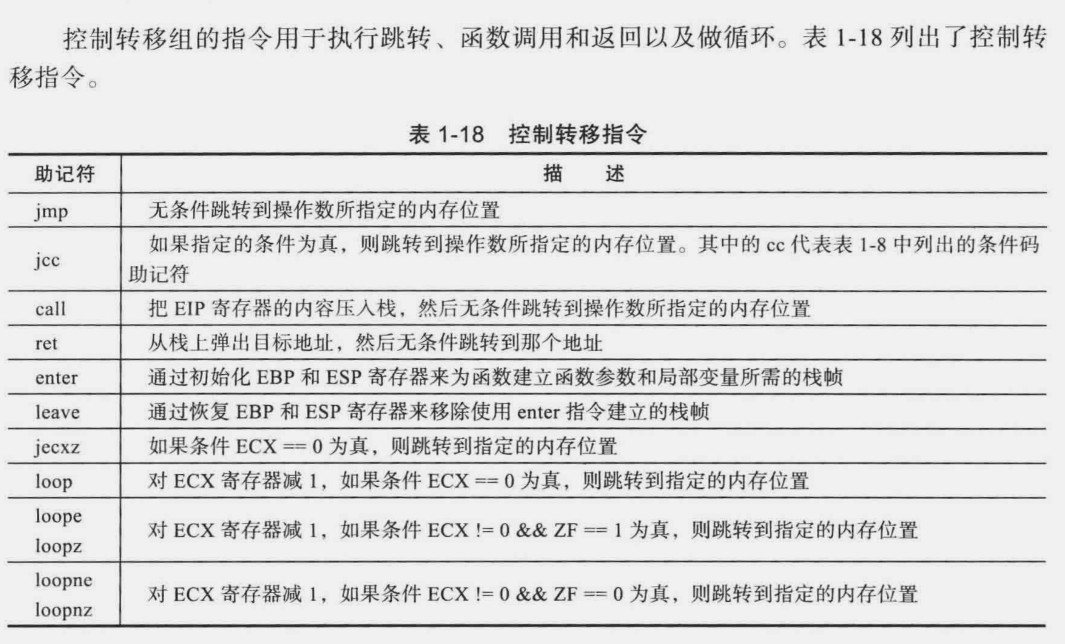 控制转移组的指令用于执行跳转、函数调用和返回以及做循环。表 1-18 列出了控制转
移指令。
表 1-18 控制转移指令
助记符 描 述
jmp 无条件跳转到操作数所指定的内存位置
jcc 如果指定的条件为真，则跳转到操作数所指定的内存位置。其中的 cc 代表表 1-8 中列出的条件码
助记符
call 把 EIP 寄存器的内容压入栈，然后无条件跳转到操作数所指定的内存位置
ret 从栈上弹出目标地址，然后无条件跳转到那个地址
enter 通过初始化 EBP 和 ESP 寄存器来为函数建立函数参数和局部变量所需的栈帧
leave 通过恢复 EBP 和 ESP 寄存器来移除使用 enter 指令建立的栈帧
jecxz 如果条件 ECX == 0 为真，则跳转到指定的内存位置
loop 对 ECX 寄存器减 1，如果条件 ECX == 0 为真，则跳转到指定的内存位置
loope
loopz
对 ECX 寄存器减 1，如果条件 ECX != 0 && ZF == 1 为真，则跳转到指定的内存位置
loopne
loopnz
对 ECX 寄存器减 1，如果条件 ECX != 0 && ZF == 0 为真，则跳转到指定的内存位置